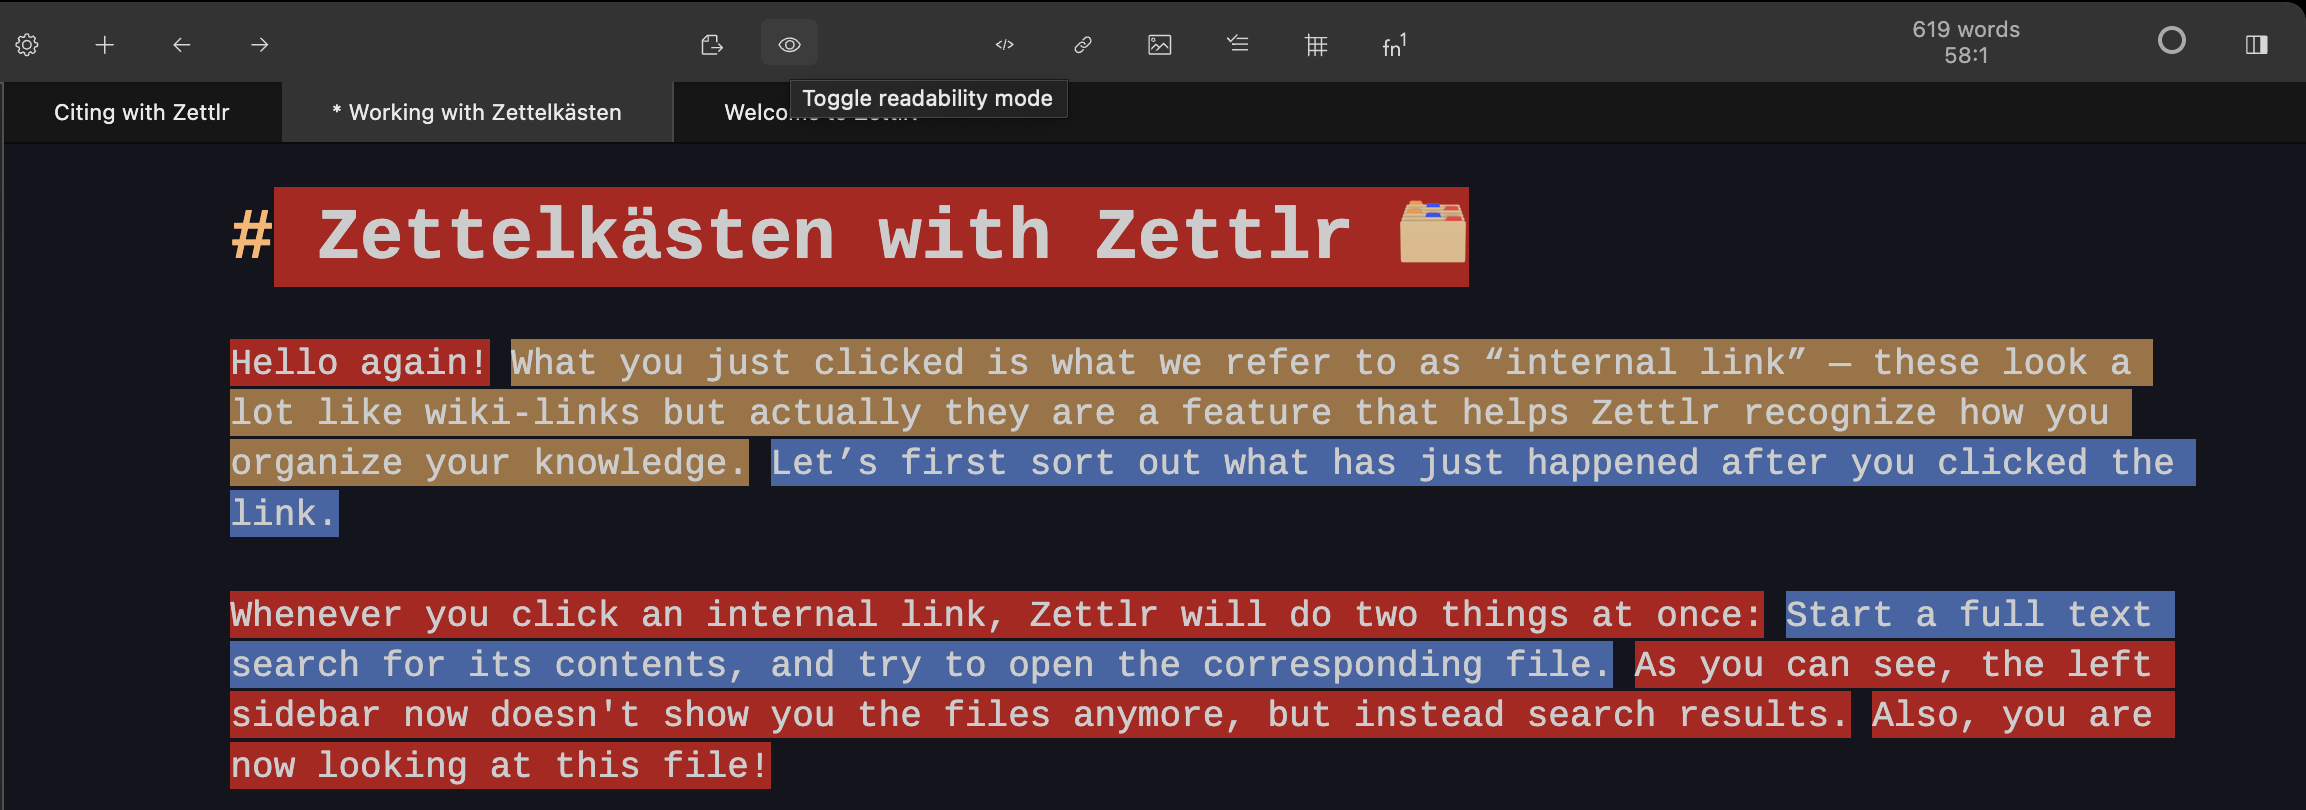 </> fn1 619 words
58:1
Citing with Zettlr * Working with Zettelkästen Welco
Toggle readability mode
# Zettelkästen with Zettlr
Hello again! What you just clicked is what we refer to as “internal link” — these look a
lot like wiki-links but actually they are a feature that helps Zettlr recognize how you
organize your knowledge. Let’s first sort out what has just happened after you clicked the
link.
Whenever you click an internal link, Zettlr will do two things at once: Start a full text
search for its contents, and try to open the corresponding file. As you can see, the left
sidebar now doesn't show you the files anymore, but instead search results. Also, you are
now looking at this file!